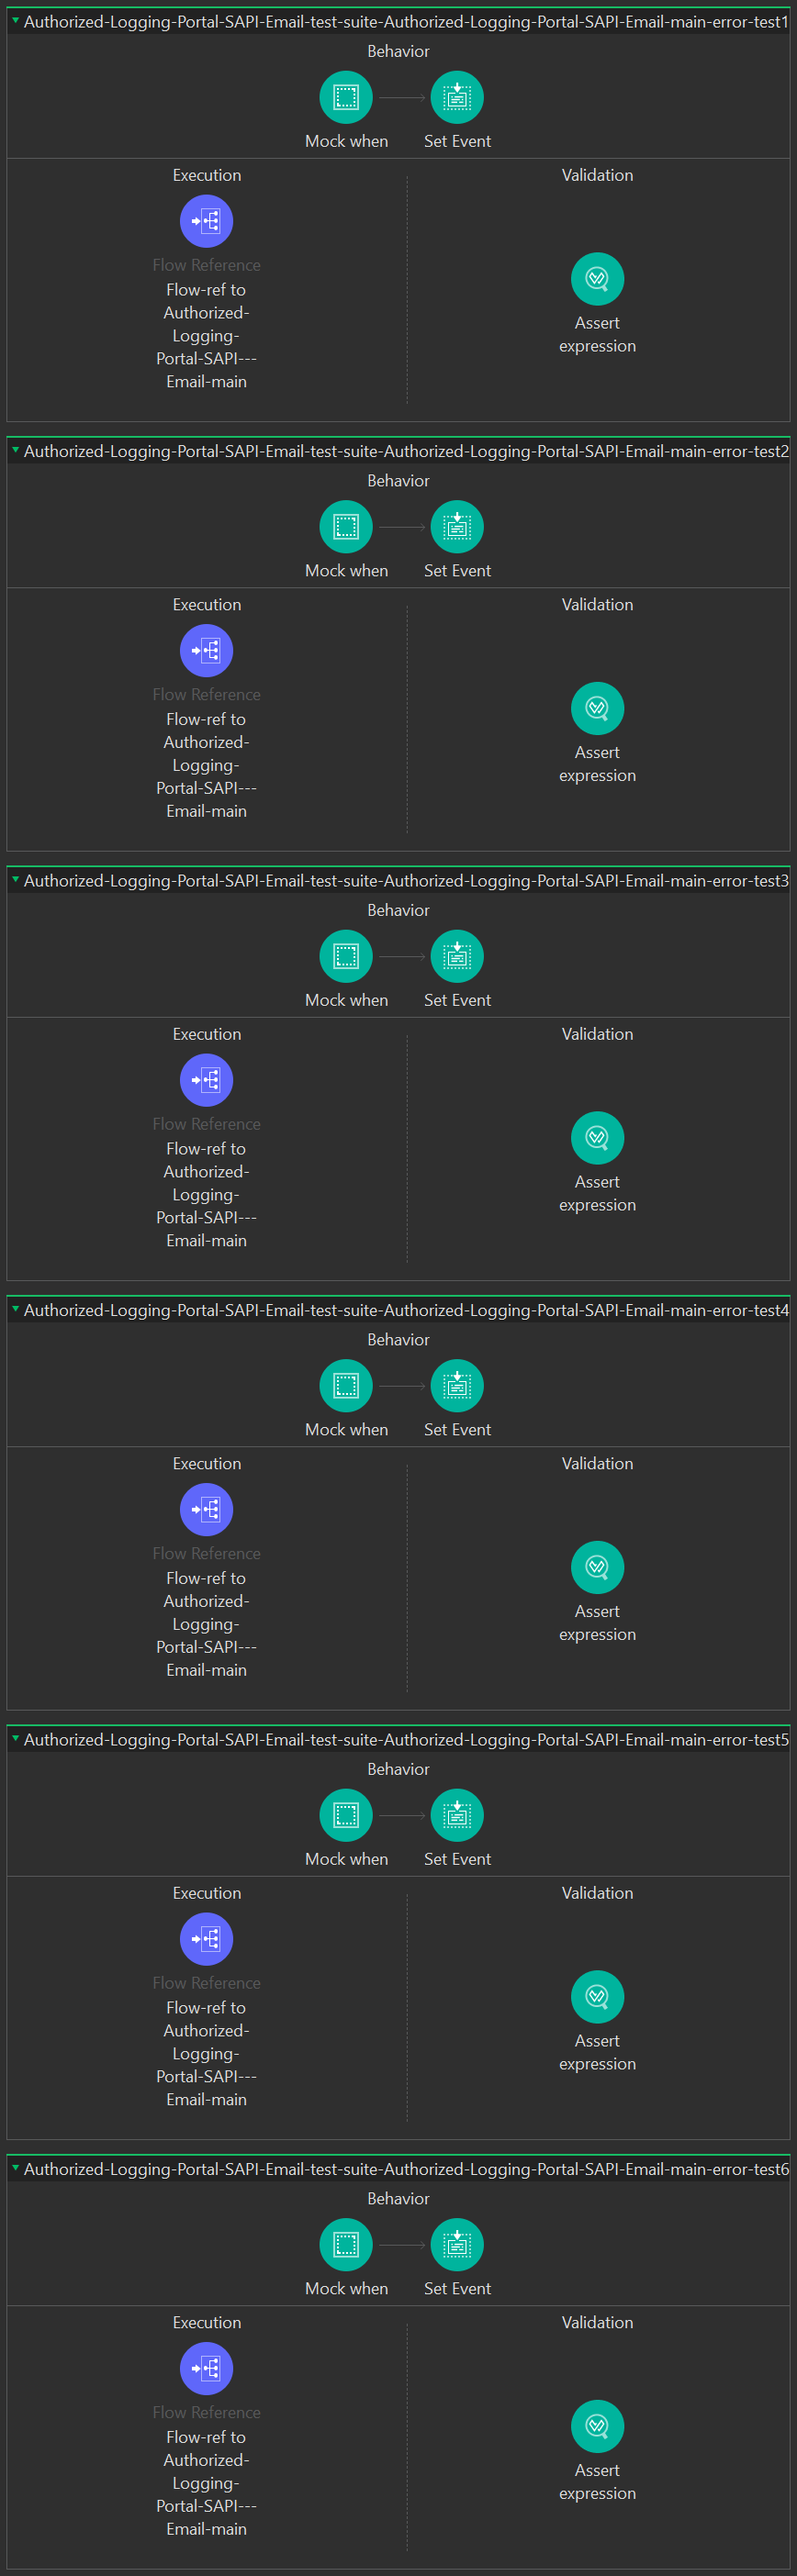 Authorized-Logging-Portal-SAPI-Email-test-suite-Authorized-Logging-Portal-SAPI-Email-main-error-test1
Behavior
Mock when
Set Event
Execution
Flow Reference
Flow-ref to
Authorized-
Logging-
Portal-SAPI---
Email-main
Validation
Assert
expression
Authorized-Logging-Portal-SAPI-Email-test-suite-Authorized-Logging-Portal-SAPI-Email-main-error-test2
Behavior
Mock when
Set Event
Execution
Flow Reference
Flow-ref to
Authorized-
Logging-
Portal-SAPI---
Email-main
Validation
Assert
expression
Authorized-Logging-Portal-SAPI-Email-test-suite-Authorized-Logging-Portal-SAPI-Email-main-error-test3
Behavior
Mock when
Set Event
Execution
Flow Reference
Flow-ref to
Authorized-
Logging-
Portal-SAPI---
Email-main
Validation
Assert
expression
Authorized-Logging-Portal-SAPI-Email-test-suite-Authorized-Logging-Portal-SAPI-Email-main-error-test4
Behavior
Mock when
Set Event
Execution
Flow Reference
Flow-ref to
Authorized-
Logging-
Portal-SAPI---
Email-main
Validation
Assert
expression
Authorized-Logging-Portal-SAPI-Email-test-suite-Authorized-Logging-Portal-SAPI-Email-main-error-test5
Behavior
Mock when
Set Event
Execution
Flow Reference
Flow-ref to
Authorized-
Logging-
Portal-SAPI---
Email-main
Validation
Assert
expression
Authorized-Logging-Portal-SAPI-Email-test-suite-Authorized-Logging-Portal-SAPI-Email-main-error-test6
Behavior
Mock when
Set Event
Execution
Flow Reference
Flow-ref to
Authorized-
Logging-
Portal-SAPI---
Email-main
Validation
Assert
expression